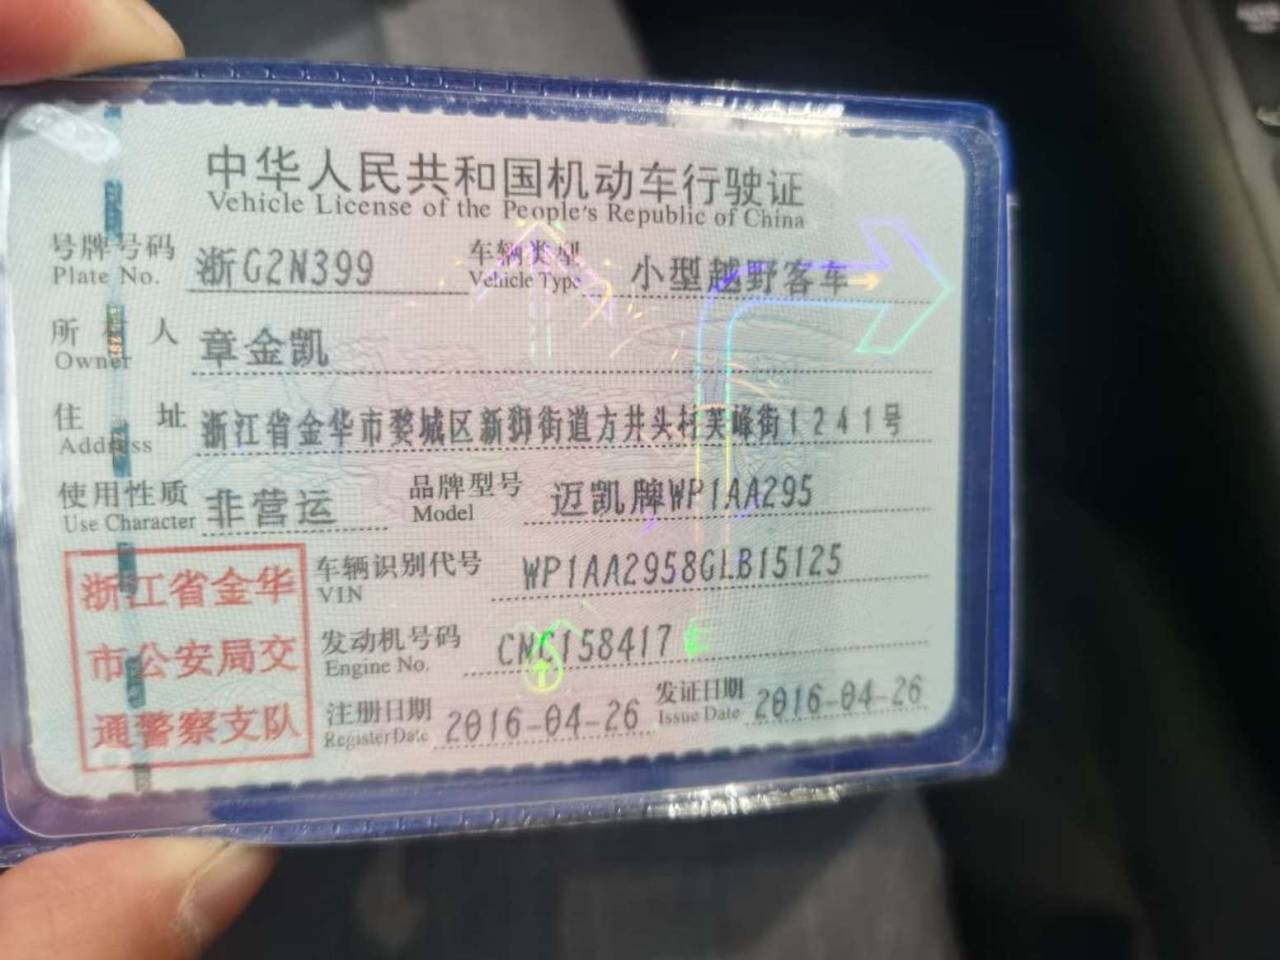 中华人民共和国机动车行驶证
Vehicle License of the People's Republic of China
号牌号码 浙G2N399 车辆类型 小型越野客车
Plate No. Vehicle Type
所有人 章金凯
Owner
住址 浙江省金华市婺城区新狮街道方井头村芙峰街1241号
Address
使用性质 非营运 品牌型号 迈凯牌WP1AA295
Use Character Model
车辆识别代号 WP1AA2958GLB15125
VIN
发动机号码 CNC158417
Engine No.
注册日期 2016-04-26 发证日期 2016-04-26
Register Date Issue Date
浙江省金华
市公安局交
通警察支队